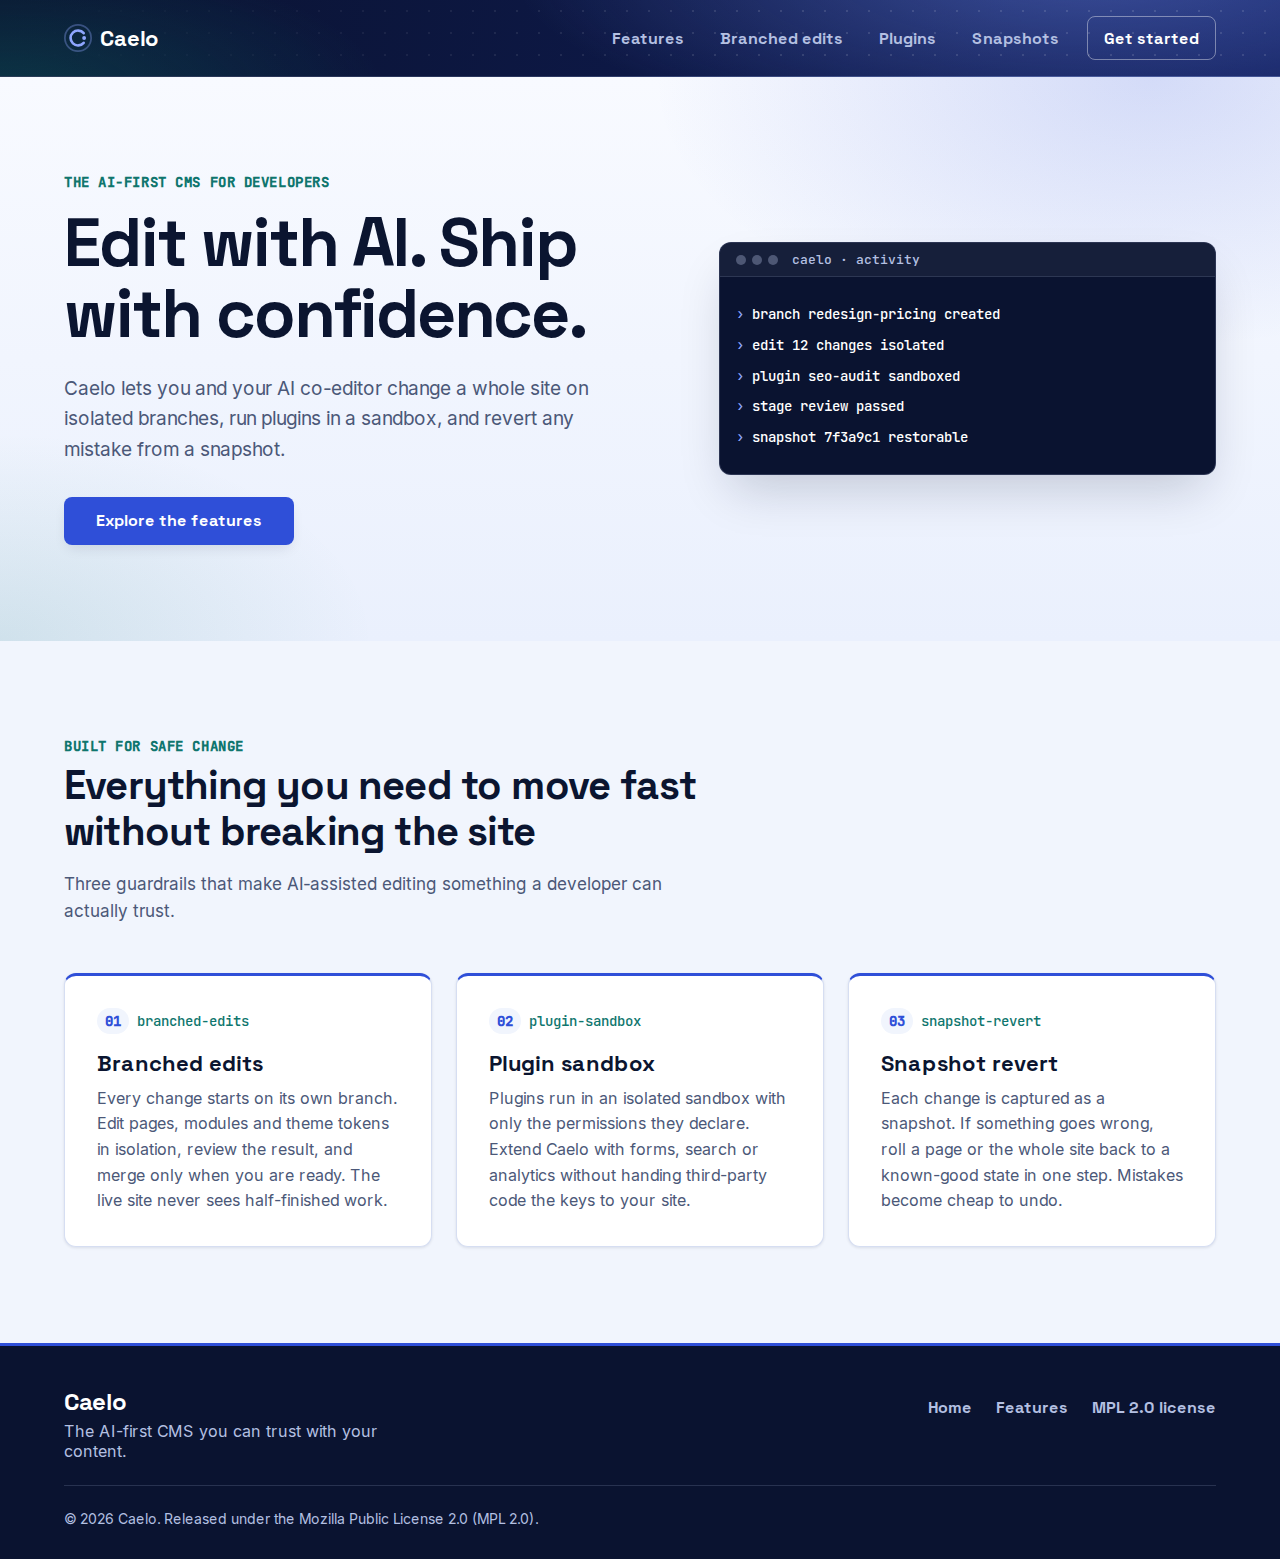 Caelo
Features
Branched edits
Plugins
Snapshots
Get started
THE AI-FIRST CMS FOR DEVELOPERS
Edit with AI. Ship
with confidence.
Caelo lets you and your AI co-editor change a whole site on
isolated branches, run plugins in a sandbox, and revert any
mistake from a snapshot.
Explore the features
caelo · activity
› branch redesign-pricing created
› edit 12 changes isolated
› plugin seo-audit sandboxed
› stage review passed
› snapshot 7f3a9c1 restorable
BUILT FOR SAFE CHANGE
Everything you need to move fast
without breaking the site
Three guardrails that make AI-assisted editing something a developer can
actually trust.
01 branched-edits
Branched edits
Every change starts on its own branch.
Edit pages, modules and theme tokens
in isolation, review the result, and
merge only when you are ready. The
live site never sees half-finished work.
02 plugin-sandbox
Plugin sandbox
Plugins run in an isolated sandbox with
only the permissions they declare.
Extend Caelo with forms, search or
analytics without handing third-party
code the keys to your site.
03 snapshot-revert
Snapshot revert
Each change is captured as a
snapshot. If something goes wrong,
roll a page or the whole site back to a
known-good state in one step. Mistakes
become cheap to undo.
Caelo
The AI-first CMS you can trust with your
content.
Home
Features
MPL 2.0 license
© 2026 Caelo. Released under the Mozilla Public License 2.0 (MPL 2.0).